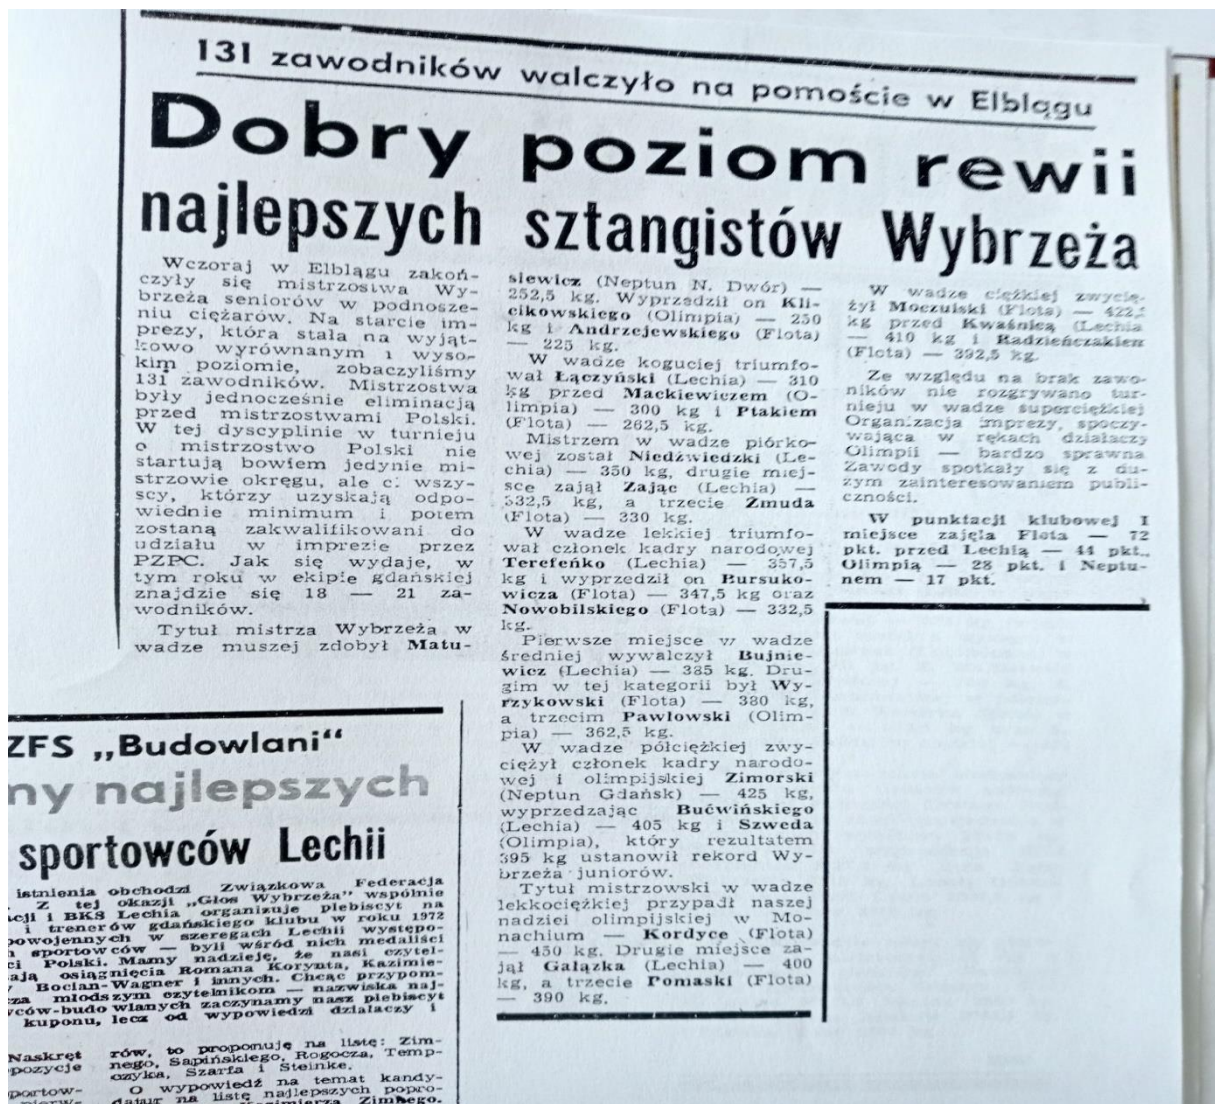 131 zawodników walczyło na pomoście w Elblągu
Dobry poziom rewii
najlepszych sztangistów Wybrzeża
Wczoraj w Elblągu zakoń-
czyły się mistrzostwa Wy-
brzeża seniorów w podnosze-
niu ciężarów. Na starcie im-
prezy, która stała na wyjąt-
kowo wyrównanym i wyso-
kim poziomie, zobaczyliśmy
131 zawodników. Mistrzostwa
były jednocześnie eliminacją
przed mistrzostwami Polski.
W tej dyscyplinie w turnieju
o mistrzostwo Polski nie
startują bowiem jedynie mi-
strzowie okręgu, ale c. wszy-
scy, którzy uzyskają odpo-
wiednie minimum i potem
zostaną zakwalifikowani do
udziału w imprezie przez
PZPC. Jak się wydaje, w
tym roku w ekipie gdańskiej
znajdzie się 18 — 21 za-
wodników.
Tytuł mistrza Wybrzeża w
wadze muszej zdobył Matu-
siewicz (Neptun N. Dwór) —
252,5 kg. Wyprzedził on Kli-
cikowskiego (Olimpia) — 250
kg i Andrzejewskiego (Flota)
— 225 kg.
W wadze koguciej triumfo-
wał Łączyński (Lechia) — 310
kg przed Mackiewiczem (O-
limpia) — 300 kg i Ptakiem
(Flota) — 262,5 kg.
Mistrzem w wadze piórko-
wej został Niedźwiedzki (Le-
chia) — 350 kg, drugie miej-
sce zajął Zając (Lechia) —
332,5 kg, a trzecie Żmuda
(Flota) — 330 kg.
W wadze lekkiej triumfo-
wał członek kadry narodowej
Terefeńko (Lechia) — 357,5
kg i wyprzedził on Bursuko-
wicza (Flota) — 347,5 kg oraz
Nowobilskiego (Flota) — 332,5
kg.
Pierwsze miejsce w wadze
średniej wywalczył Bujnie-
wicz (Lechia) — 385 kg. Dru-
gim w tej kategorii był Wy-
rzykowski (Flota) — 380 kg,
a trzecim Pawłowski (Olim-
pia) — 362,5 kg.
W wadze półciężkiej zwy-
ciężył członek kadry narodo-
wej i olimpijskiej Zimorski
(Neptun Gdańsk) — 425 kg,
wyprzedzając Bućwińskiego
(Lechia) — 405 kg i Szweda
(Olimpia), który rezultatem
395 kg ustanowił rekord Wy-
brzeża juniorów.
Tytuł mistrzowski w wadze
lekkociężkiej przypadł naszej
nadziei olimpijskiej w Mo-
nachium — Kordyce (Flota)
— 450 kg. Drugie miejsce za-
jął Gałązka (Lechia) — 400
kg, a trzecie Pomaski (Flota)
— 390 kg.
W wadze ciężkiej zwycię-
żył Moczulski (Flota) — 422,5
kg przed Kwaśnicą (Lechia
— 410 kg i Radzieńczakiem
(Flota) — 392,5 kg.
Ze względu na brak zawo-
ników nie rozgrywano tur-
nieju w wadze superciężkiej
Organizacja imprezy, spoczy-
wająca w rękach działaczy
Olimpii — bardzo sprawna
Zawody spotkały się z du-
żym zainteresowaniem publi-
czności.
W punktacji klubowej I
miejsce zajęła Flota — 72
pkt. przed Lechią — 44 pkt.,
Olimpią — 28 pkt. i Neptu-
nem — 17 pkt.
ZFS „Budowlani”
ny najlepszych
sportowców Lechii
istnienia obchodzi Związkowa Federacja
Z tej okazji „Głos Wybrzeża” wspólnie
cji i BKS Lechia organizuje plebiscyt na
i trenerów gdańskiego klubu w roku 1972
powojennych w szeregach Lechii występo-
sportowców — byli wśród nich medaliści
Polski. Mamy nadzieję, że nasi czytel-
ają osiągnięcia Romana Korynta, Kazimie-
Bocian-Wagner i innych. Chcąc przypom-
za młodszym czytelnikom — nazwiska naj-
ców-budowlanych zaczynamy nasz plebiscyt
kuponu, lecz od wypowiedzi działaczy i
Naskręt
pozycje
portow-
rów, to proponuję na listę: Zim-
nego, Sapińskiego, Rogocza, Temp-
czyka, Szarfa i Steinke.
O wypowiedź na temat kandy-
na listę najlepszych popro-
Zimnego.